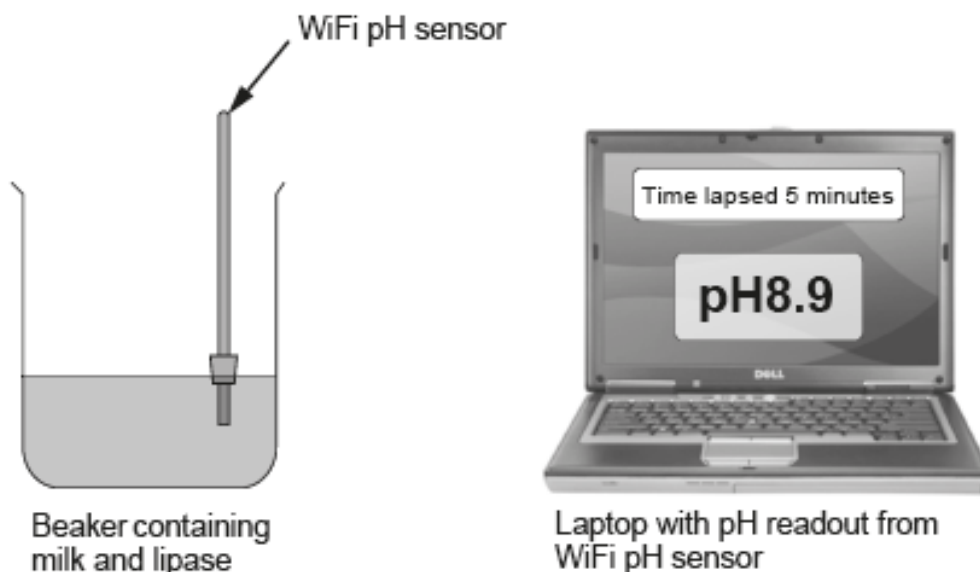 WiFi pH sensor
Time lapsed 5 minutes
pH8.9
DELL
Beaker containing
milk and lipase
Laptop with pH readout from
WiFi pH sensor